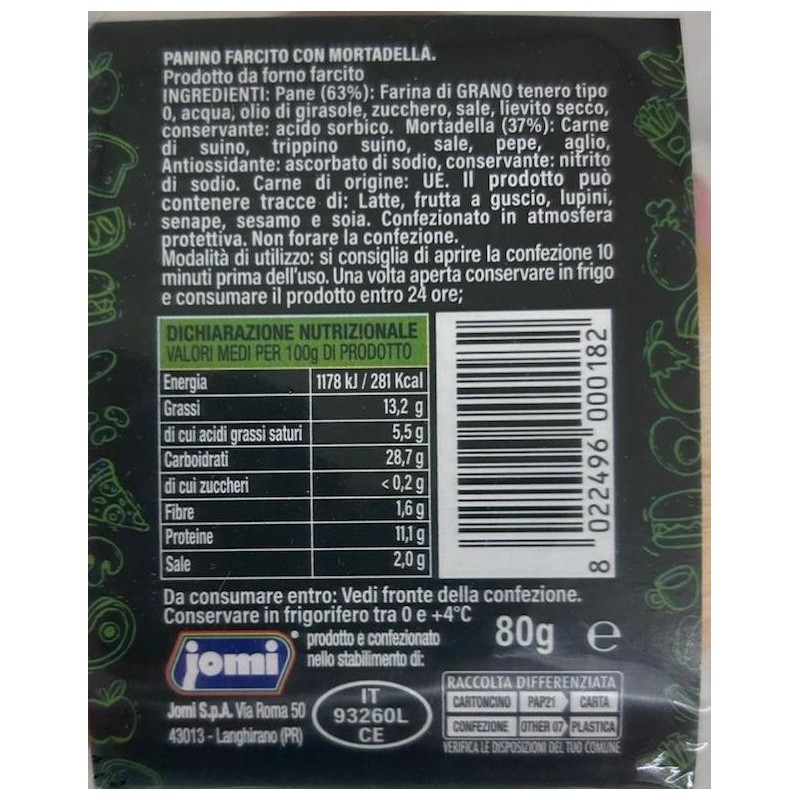 PANINO FARCITO CON MORTADELLA.
Prodotto da forno farcito
INGREDIENTI: Pane (63%): Farina di GRANO tenero tipo
0, acqua, olio di girasole, zucchero, sale, lievito secco,
conservante: acido sorbico. Mortadella (37%): Carne
di suino, trippino suino, sale, pepe, aglio,
Antiossidante: ascorbato di sodio, conservante: nitrito
di sodio. Carne di origine: UE. Il prodotto può
contenere tracce di: Latte, frutta a guscio, lupini,
senape, sesamo e soia. Confezionato in atmosfera
protettiva. Non forare la confezione.
Modalità di utilizzo: si consiglia di aprire la confezione 10
minuti prima dell'uso. Una volta aperta conservare in frigo
e consumare il prodotto entro 24 ore;
DICHIARAZIONE NUTRIZIONALE
VALORI MEDI PER 100g DI PRODOTTO
Energia 1178 kJ / 281 Kcal
Grassi 13,2 g
di cui acidi grassi saturi 5,5 g
Carboidrati 28,7 g
di cui zuccheri < 0,2 g
Fibre 1,6 g
Proteine 11,1 g
Sale 2,0 g
8 022496 000182
Da consumare entro: Vedi fronte della confezione.
Conservare in frigorifero tra 0 e +4°C
80g e
jomi
prodotto e confezionato
nello stabilimento di:
Jomi S.p.A. Via Roma 50
43013 - Langhirano (PR)
IT
93260L
CE
RACCOLTA DIFFERENZIATA
CARTONCINO PAP21 CARTA
CONFEZIONE OTHER 07 PLASTICA
VERIFICA LE DISPOSIZIONI DEL TUO COMUNE